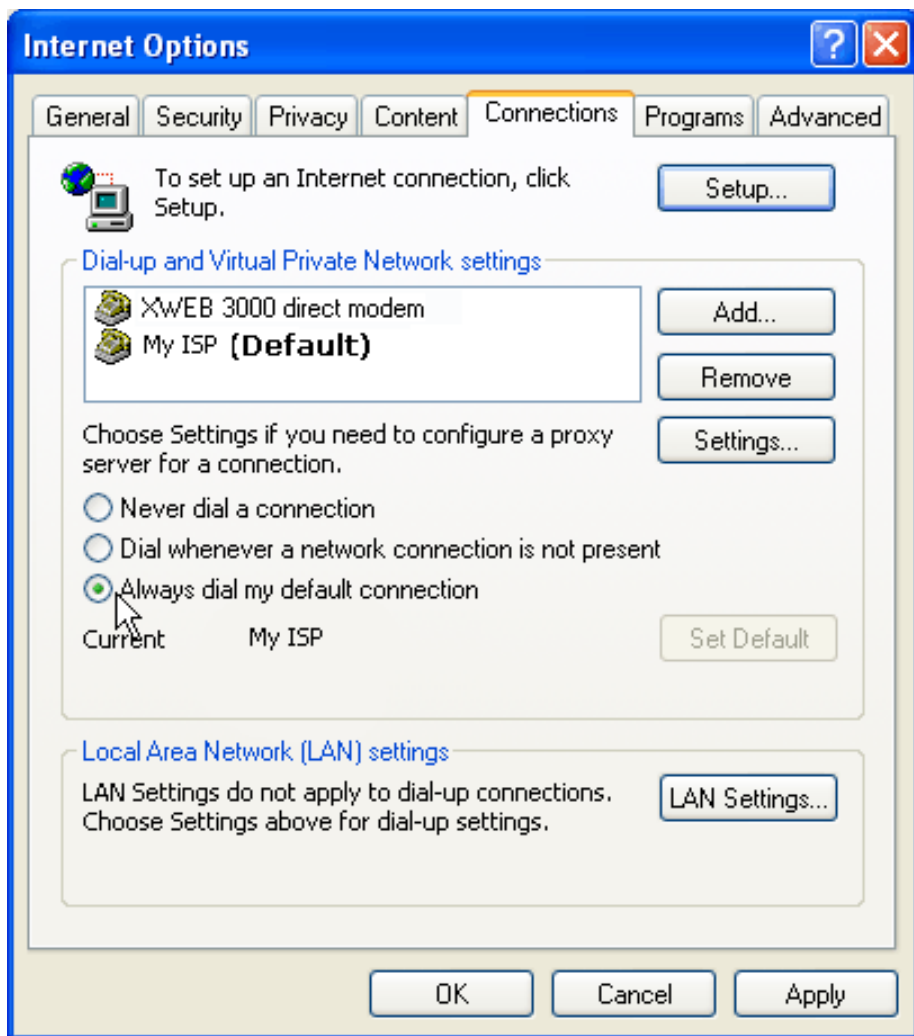 Internet Options
General Security Privacy Content Connections Programs Advanced
To set up an Internet connection, click
Setup.
Setup...
Dial-up and Virtual Private Network settings
XWEB 3000 direct modem
My ISP (Default)
Add...
Remove
Choose Settings if you need to configure a proxy
server for a connection.
Settings...
Never dial a connection
Dial whenever a network connection is not present
Always dial my default connection
Current My ISP
Set Default
Local Area Network (LAN) settings
LAN Settings do not apply to dial-up connections.
Choose Settings above for dial-up settings.
LAN Settings...
OK Cancel Apply